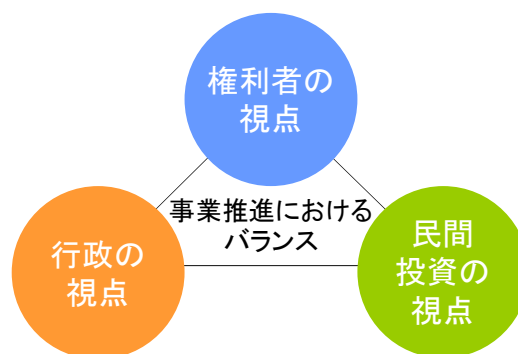 権利者の
視点
事業推進における
バランス
行政の
視点
民間
投資の
視点